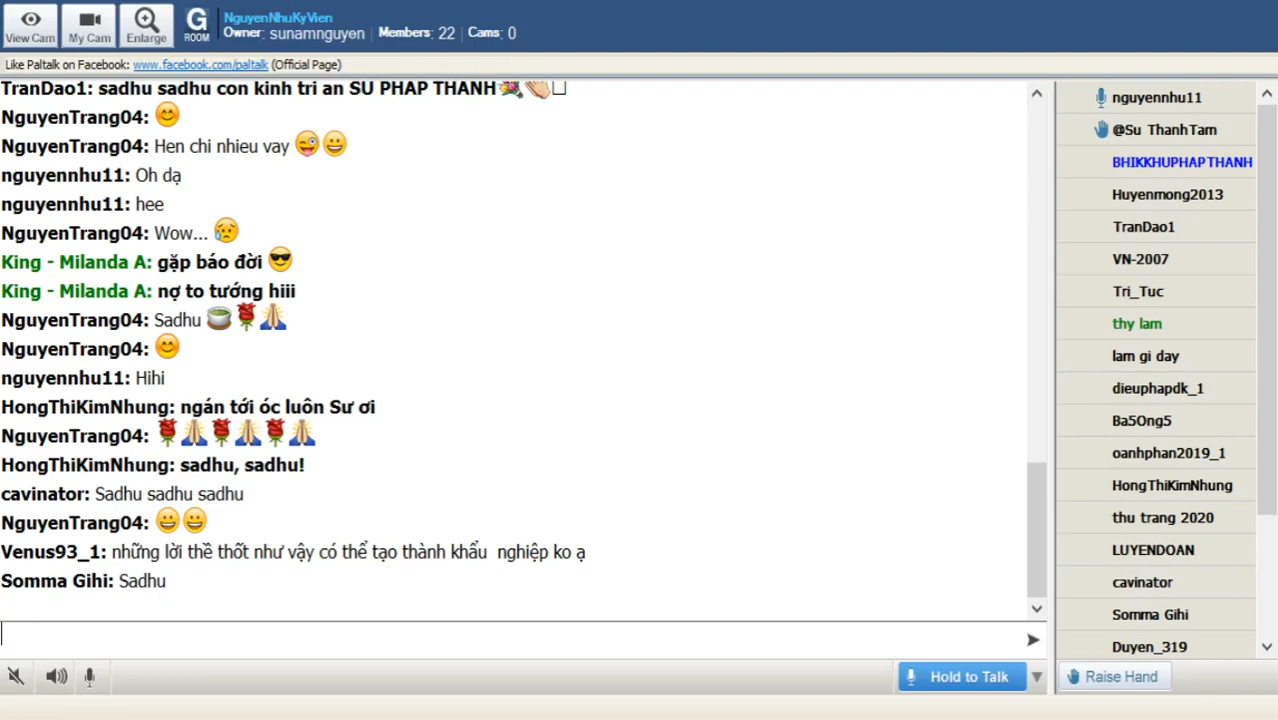 View Cam
My Cam
Enlarge
G
ROOM
NguyenNhuKyVien
Owner: sunamnguyen | Members: 22 | Cams: 0
Like Paltalk on Facebook: www.facebook.com/paltalk (Official Page)
TranDao1: sadhu sadhu con kinh tri an SU PHAP THANH
NguyenTrang04:
NguyenTrang04: Hen chi nhieu vay
nguyennhu11: Oh dạ
nguyennhu11: hee
NguyenTrang04: Wow...
King - Milanda A: gặp báo đời
King - Milanda A: nợ to tướng hiii
NguyenTrang04: Sadhu
NguyenTrang04:
nguyennhu11: Hihi
HongThiKimNhung: ngán tới óc luôn Sư ơi
NguyenTrang04:
HongThiKimNhung: sadhu, sadhu!
cavinator: Sadhu sadhu sadhu
NguyenTrang04:
Venus93_1: những lời thề thốt như vậy có thể tạo thành khẩu  nghiệp ko ạ
Somma Gihi: Sadhu
nguyennhu11
@Su ThanhTam
BHIKKHUPHAPTHANH
Huyenmong2013
TranDao1
VN-2007
Tri_Tuc
thy lam
lam gi day
dieuphapdk_1
Ba5Ong5
oanhphan2019_1
HongThiKimNhung
thu trang 2020
LUYENDOAN
cavinator
Somma Gihi
Duyen_319
Hold to Talk
Raise Hand